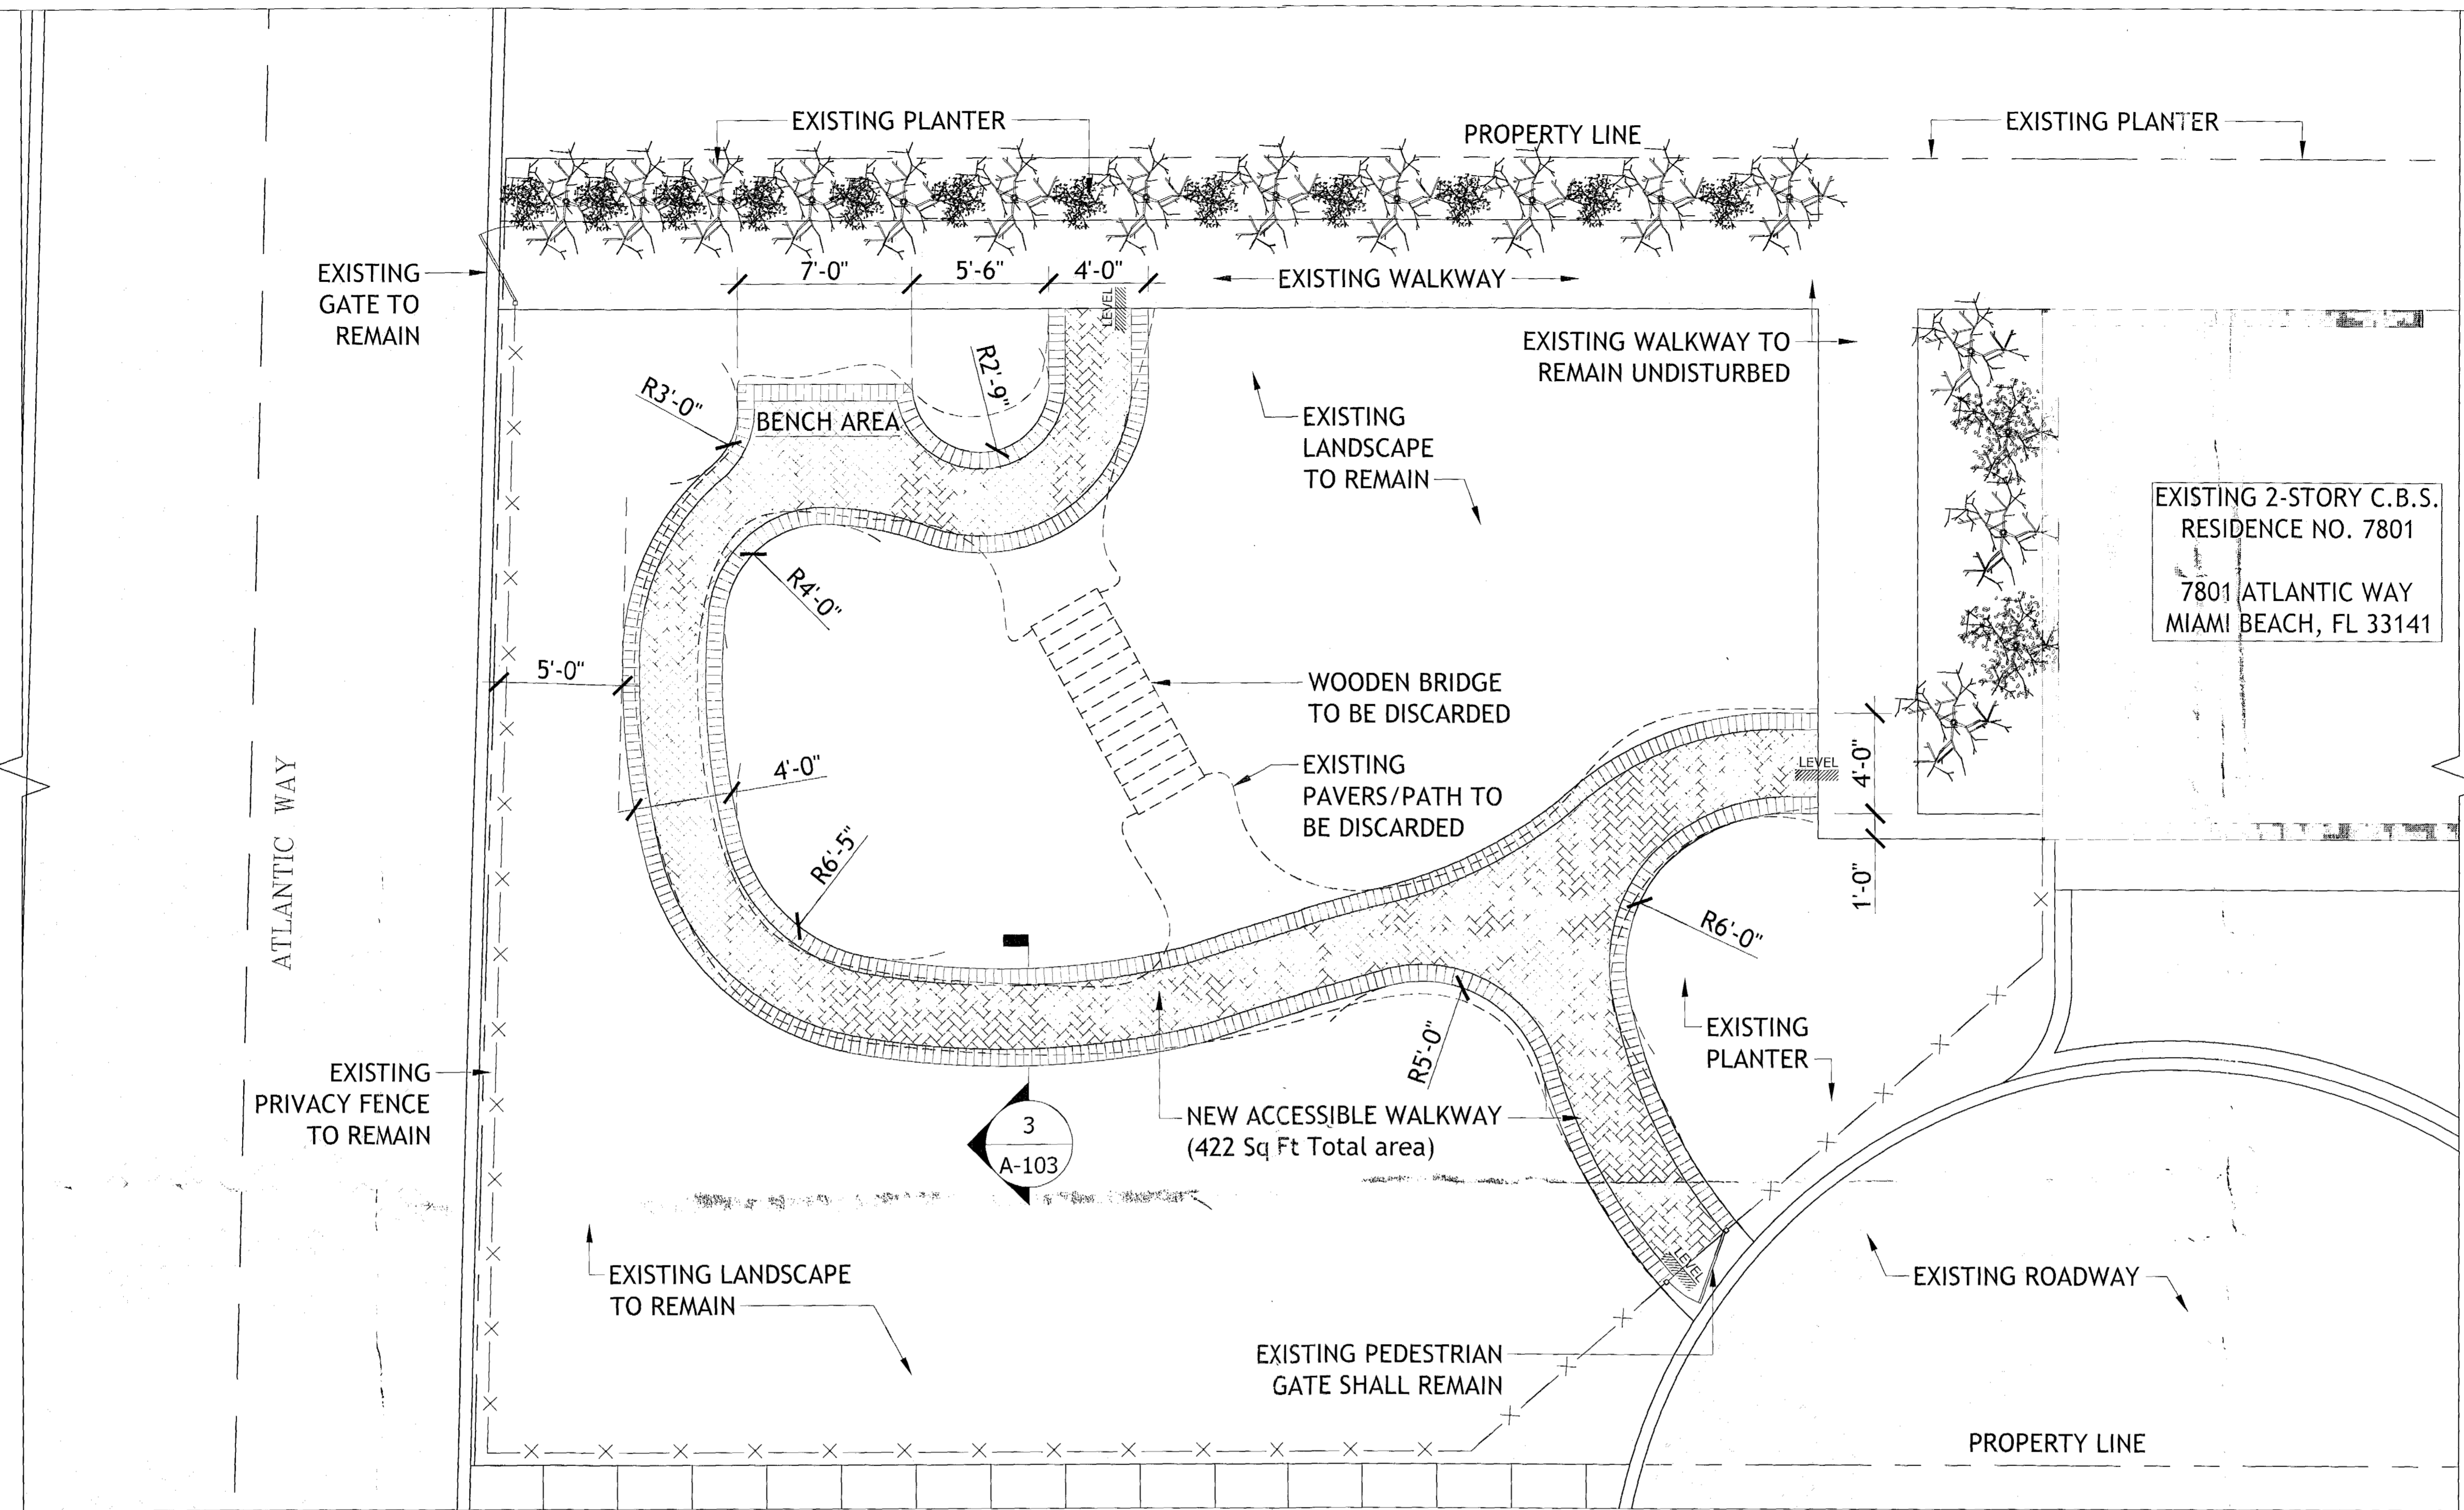 EXISTING PLANTER
PROPERTY LINE
EXISTING PLANTER
EXISTING
GATE TO
REMAIN
7'-0"
5'-6"
4'-0"
EXISTING WALKWAY
LEVEL
EXISTING WALKWAY TO
REMAIN UNDISTURBED
R3'-0"
R2'-9"
BENCH AREA
EXISTING
LANDSCAPE
TO REMAIN
EXISTING 2-STORY C.B.S.
RESIDENCE NO. 7801
7801 ATLANTIC WAY
MIAMI BEACH, FL 33141
R4'-0"
5'-0"
WOODEN BRIDGE
TO BE DISCARDED
4'-0"
EXISTING
PAVERS/PATH TO
BE DISCARDED
LEVEL
4'-0"
ATLANTIC WAY
R6'-5"
1'-0"
R6'-0"
R5'-0"
EXISTING
PLANTER
EXISTING
PRIVACY FENCE
TO REMAIN
3
A-103
NEW ACCESSIBLE WALKWAY
(422 Sq Ft Total area)
LEVEL
EXISTING LANDSCAPE
TO REMAIN
EXISTING ROADWAY
EXISTING PEDESTRIAN
GATE SHALL REMAIN
PROPERTY LINE